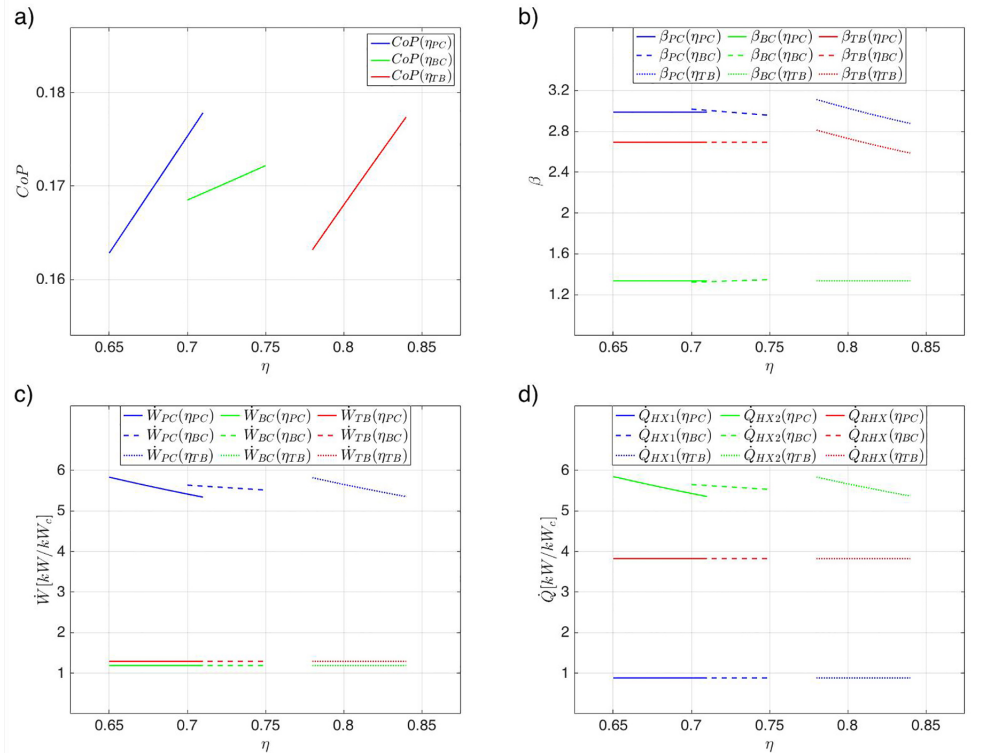 a)
CoP(η_PC)
CoP(η_BC)
CoP(η_TB)
0.18
0.17
0.16
CoP
0.65 0.7 0.75 0.8 0.85
η
b)
β_PC(η_PC) β_BC(η_PC) β_TB(η_PC)
β_PC(η_BC) β_BC(η_BC) β_TB(η_BC)
β_PC(η_TB) β_BC(η_TB) β_TB(η_TB)
3.2
2.8
2.4
2
1.6
1.2
β
0.65 0.7 0.75 0.8 0.85
η
c)
Ẇ_PC(η_PC) Ẇ_BC(η_PC) Ẇ_TB(η_PC)
Ẇ_PC(η_BC) Ẇ_BC(η_BC) Ẇ_TB(η_BC)
Ẇ_PC(η_TB) Ẇ_BC(η_TB) Ẇ_TB(η_TB)
6
5
4
3
2
1
Ẇ[kW/kW_c]
0.65 0.7 0.75 0.8 0.85
η
d)
Q̇_HX1(η_PC) Q̇_HX2(η_PC) Q̇_RHX(η_PC)
Q̇_HX1(η_BC) Q̇_HX2(η_BC) Q̇_RHX(η_BC)
Q̇_HX1(η_TB) Q̇_HX2(η_TB) Q̇_RHX(η_TB)
6
5
4
3
2
1
Q̇[kW/kW_c]
0.65 0.7 0.75 0.8 0.85
η